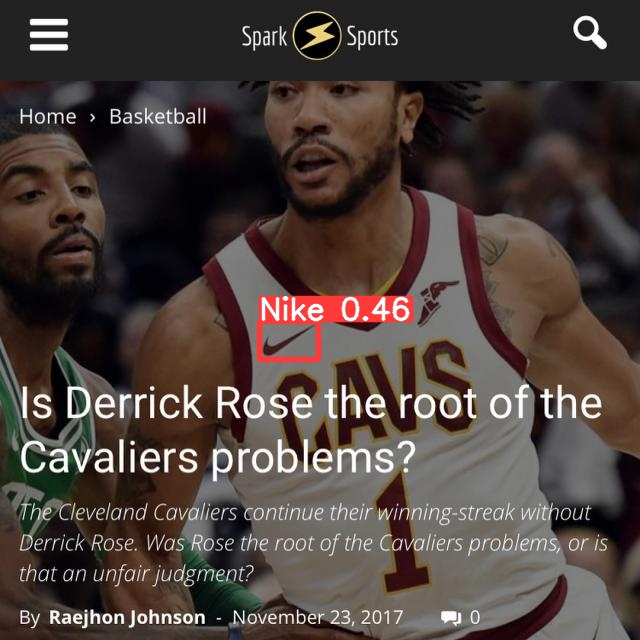 Spark Sports
Home › Basketball
Nike 0.46
CAVS
1
Is Derrick Rose the root of the
Cavaliers problems?
The Cleveland Cavaliers continue their winning-streak without
Derrick Rose. Was Rose the root of the Cavaliers problems, or is
that an unfair judgment?
By Raejhon Johnson - November 23, 2017 0